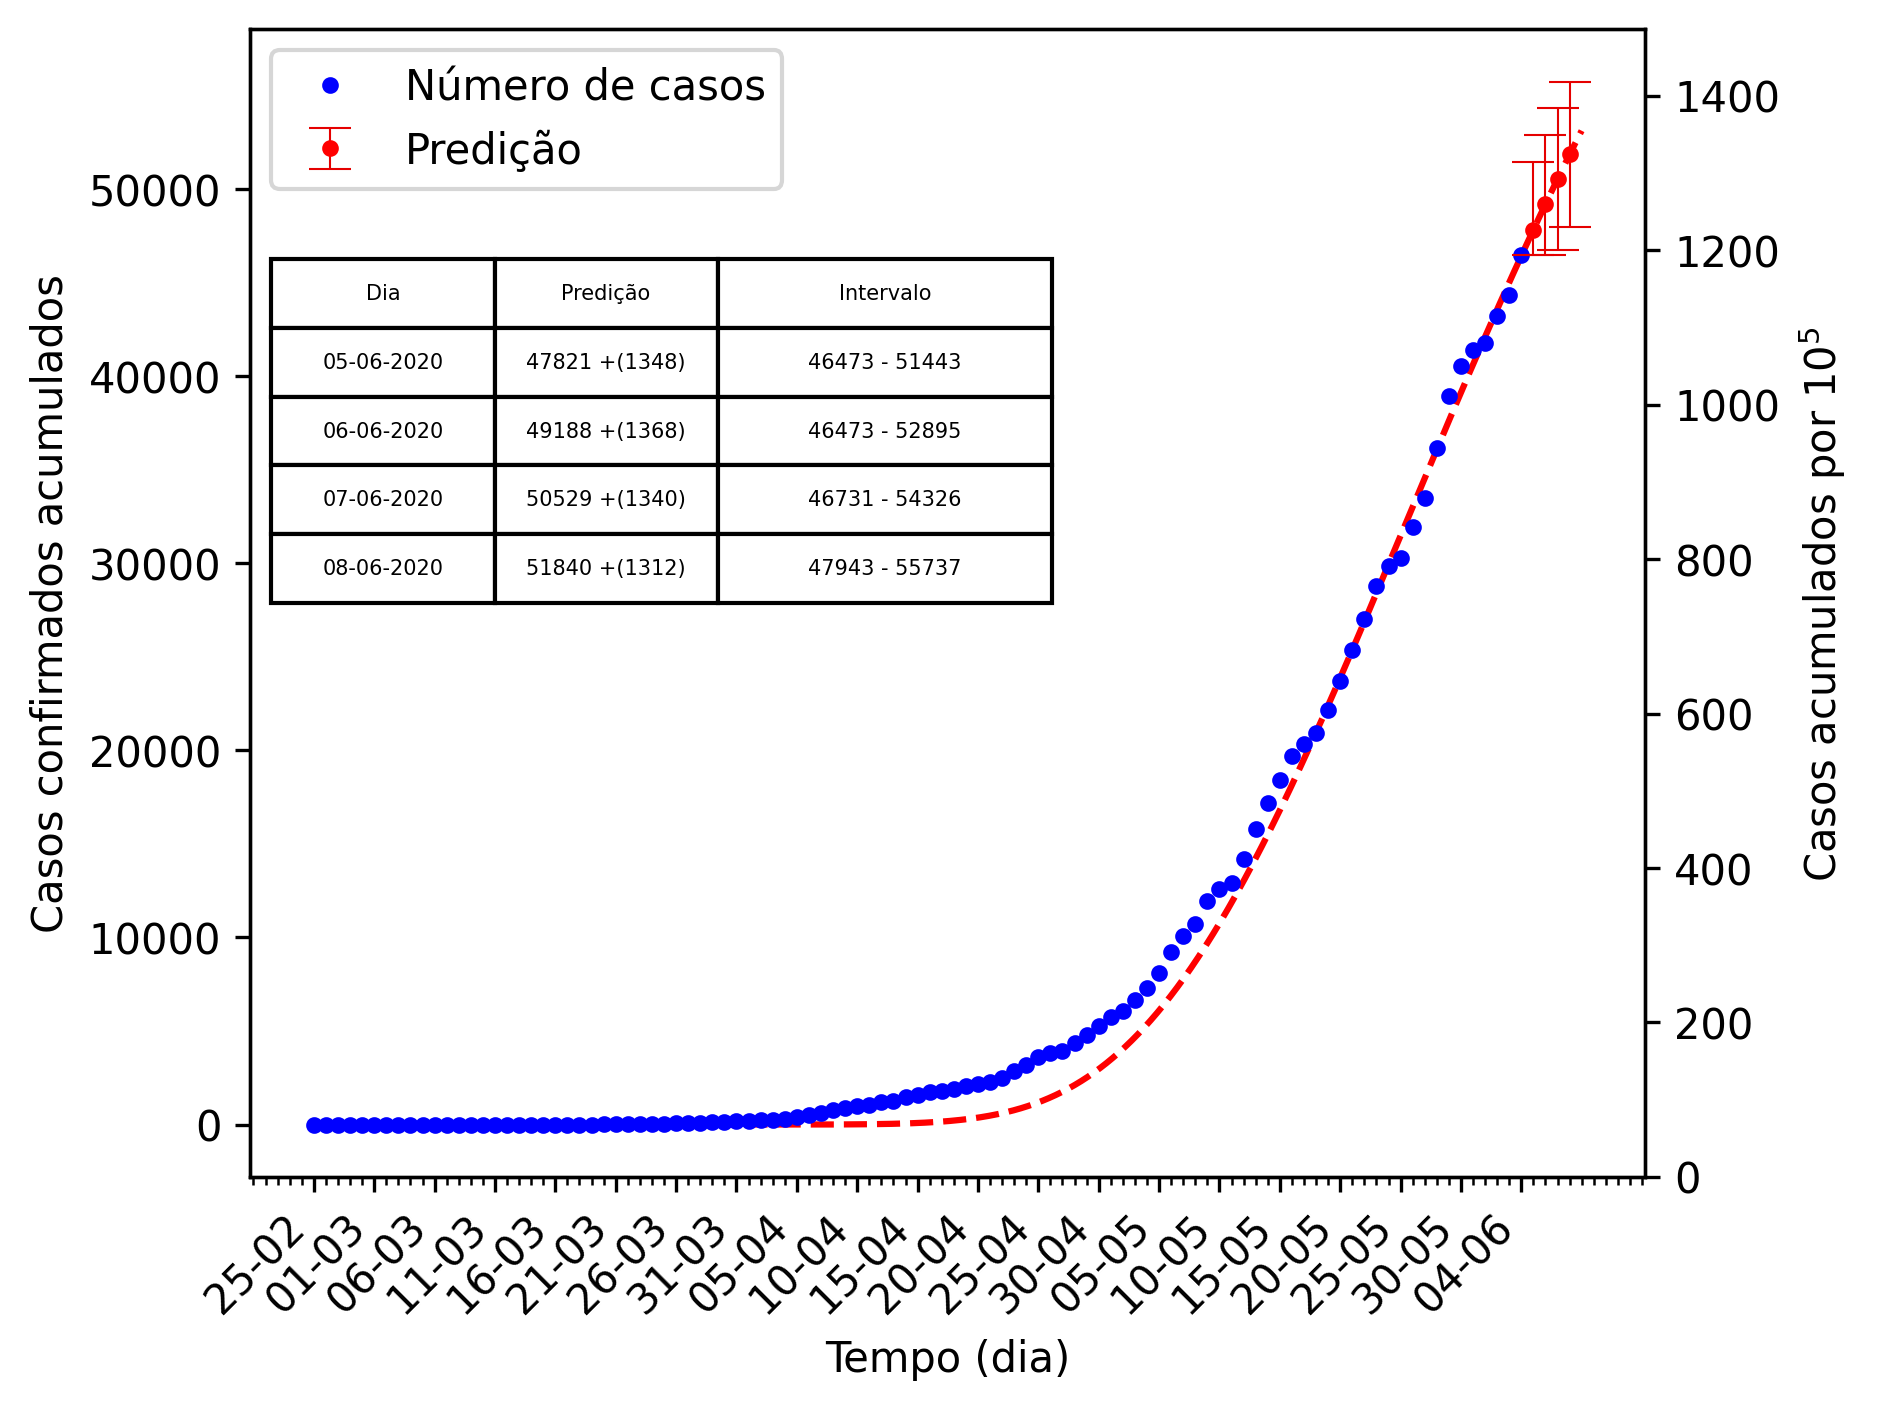 Número de casos
Predição
Dia Predição Intervalo
05-06-2020 47821 +(1348) 46473 - 51443
06-06-2020 49188 +(1368) 46473 - 52895
07-06-2020 50529 +(1340) 46731 - 54326
08-06-2020 51840 +(1312) 47943 - 55737
Casos confirmados acumulados
50000
40000
30000
20000
10000
0
1400
1200
1000
800
600
400
200
0
Casos acumulados por 10⁵
25-02 01-03 06-03 11-03 16-03 21-03 26-03 31-03 05-04 10-04 15-04 20-04 25-04 30-04 05-05 10-05 15-05 20-05 25-05 30-05 04-06
Tempo (dia)